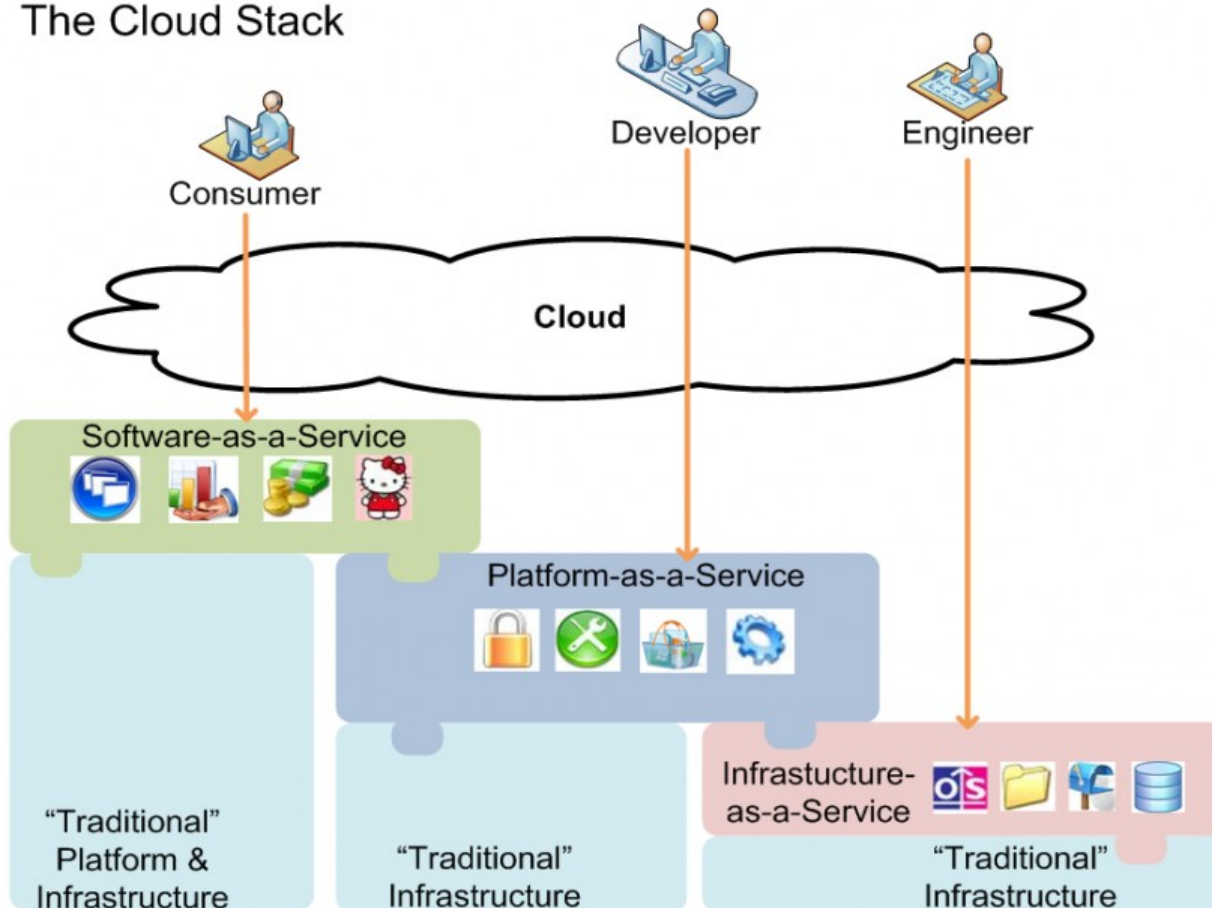 The Cloud Stack
Consumer
Developer
Engineer
Cloud
Software-as-a-Service
Platform-as-a-Service
Infrastucture-
as-a-Service
OS
“Traditional”
Platform &
Infrastructure
“Traditional”
Infrastructure
“Traditional”
Infrastructure